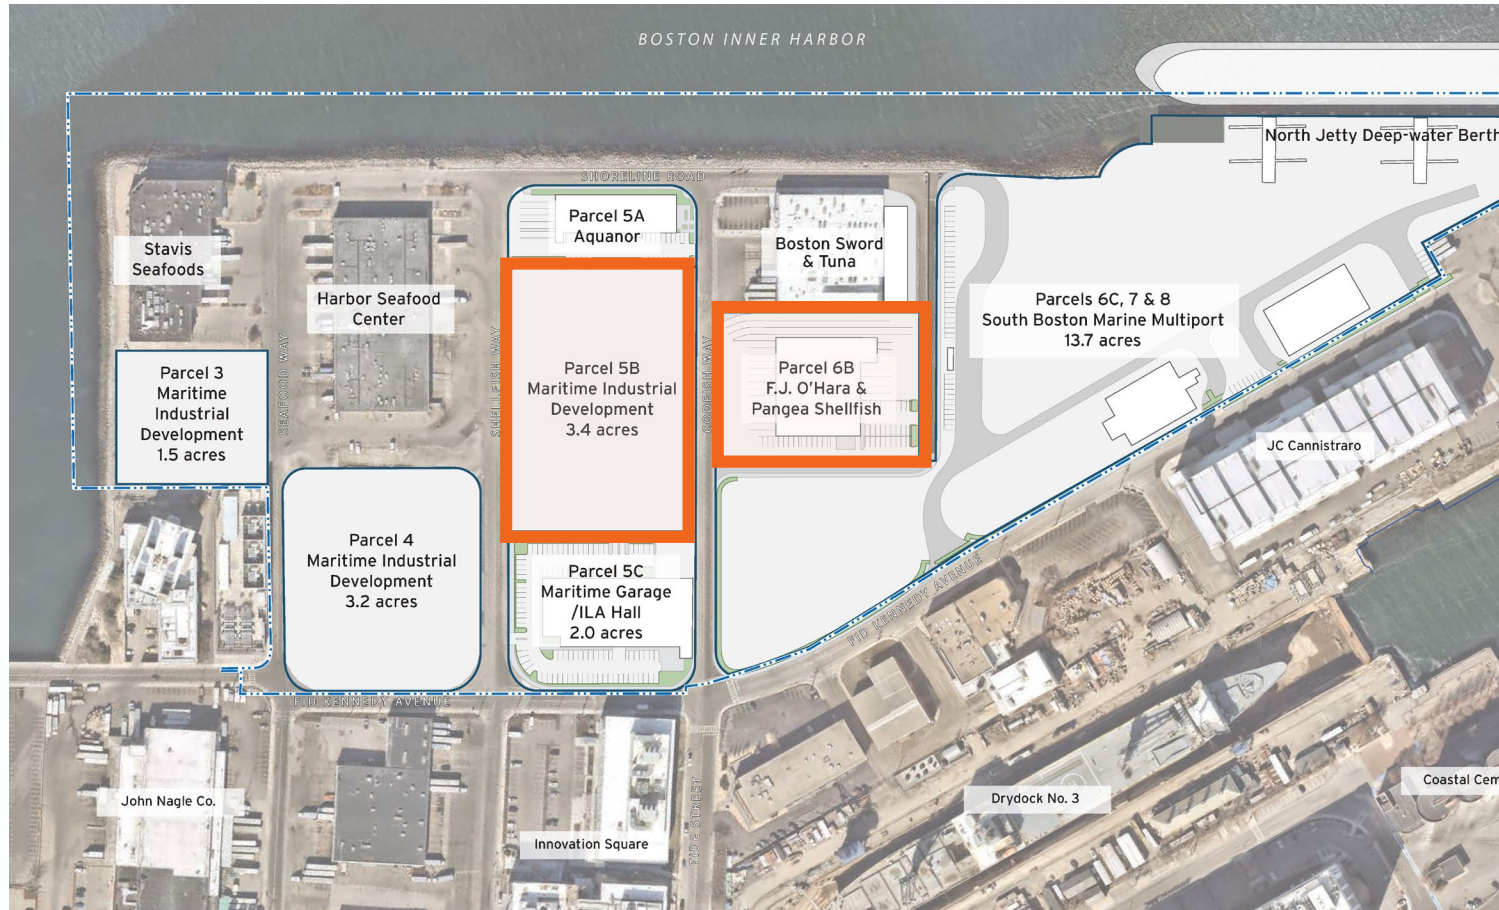 BOSTON INNER HARBOR
North Jetty Deep-water Berth
SHORELINE ROAD
Parcel 5A
Aquanor
Stavis
Seafoods
Boston Sword
& Tuna
Harbor Seafood
Center
Parcels 6C, 7 & 8
South Boston Marine Multiport
13.7 acres
SEAFOOD WAY
SHELLFISH WAY
CODFISH WAY
Parcel 3
Maritime
Industrial
Development
1.5 acres
Parcel 5B
Maritime Industrial
Development
3.4 acres
Parcel 6B
F.J. O'Hara &
Pangea Shellfish
JC Cannistraro
Parcel 4
Maritime Industrial
Development
3.2 acres
Parcel 5C
Maritime Garage
/ILA Hall
2.0 acres
FID KENNEDY AVENUE
FID KENNEDY AVENUE
John Nagle Co.
Innovation Square
TIDE STREET
Drydock No. 3
Coastal Cem